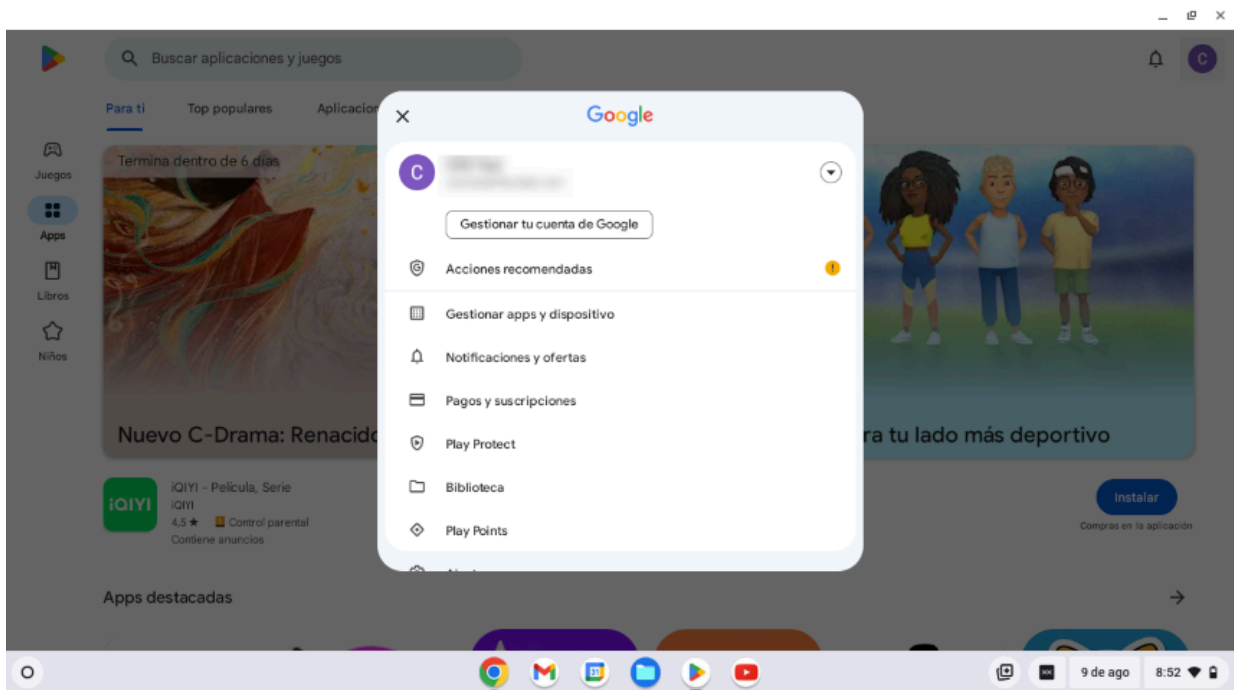 Buscar aplicaciones y juegos
C
Para ti
Top populares
Aplicacion
Google
Juegos
Apps
Libros
Niños
Termina dentro de 6 días
C
Gestionar tu cuenta de Google
Acciones recomendadas
Gestionar apps y dispositivo
Notificaciones y ofertas
Pagos y suscripciones
Play Protect
Biblioteca
Play Points
Nuevo C-Drama: Renacido
ra tu lado más deportivo
iQIYI
iQIYI - Película, Serie
iQIYI
4,5 ★ Control parental
Contiene anuncios
Instalar
Compras en la aplicación
Apps destacadas
31
9 de ago
8:52